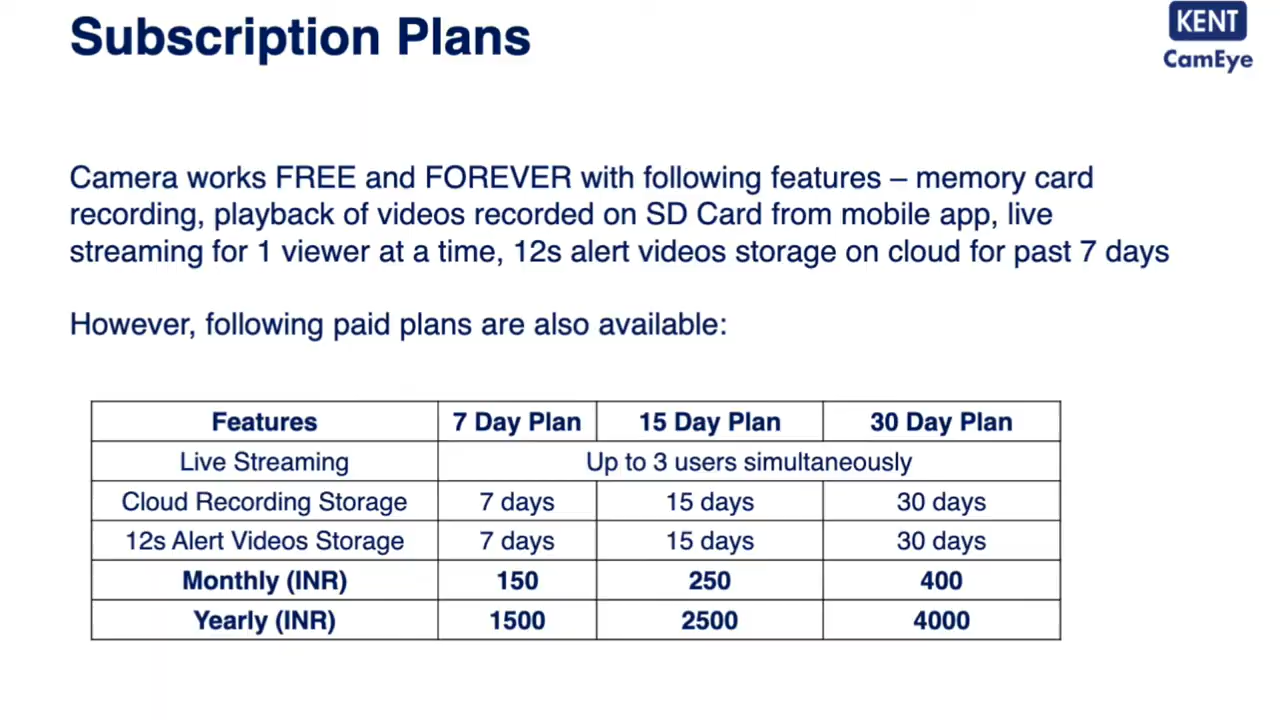 Subscription Plans
KENT
CamEye
Camera works FREE and FOREVER with following features – memory card
recording, playback of videos recorded on SD Card from mobile app, live
streaming for 1 viewer at a time, 12s alert videos storage on cloud for past 7 days
However, following paid plans are also available:
Features 7 Day Plan 15 Day Plan 30 Day Plan
Live Streaming Up to 3 users simultaneously
Cloud Recording Storage 7 days 15 days 30 days
12s Alert Videos Storage 7 days 15 days 30 days
Monthly (INR) 150 250 400
Yearly (INR) 1500 2500 4000